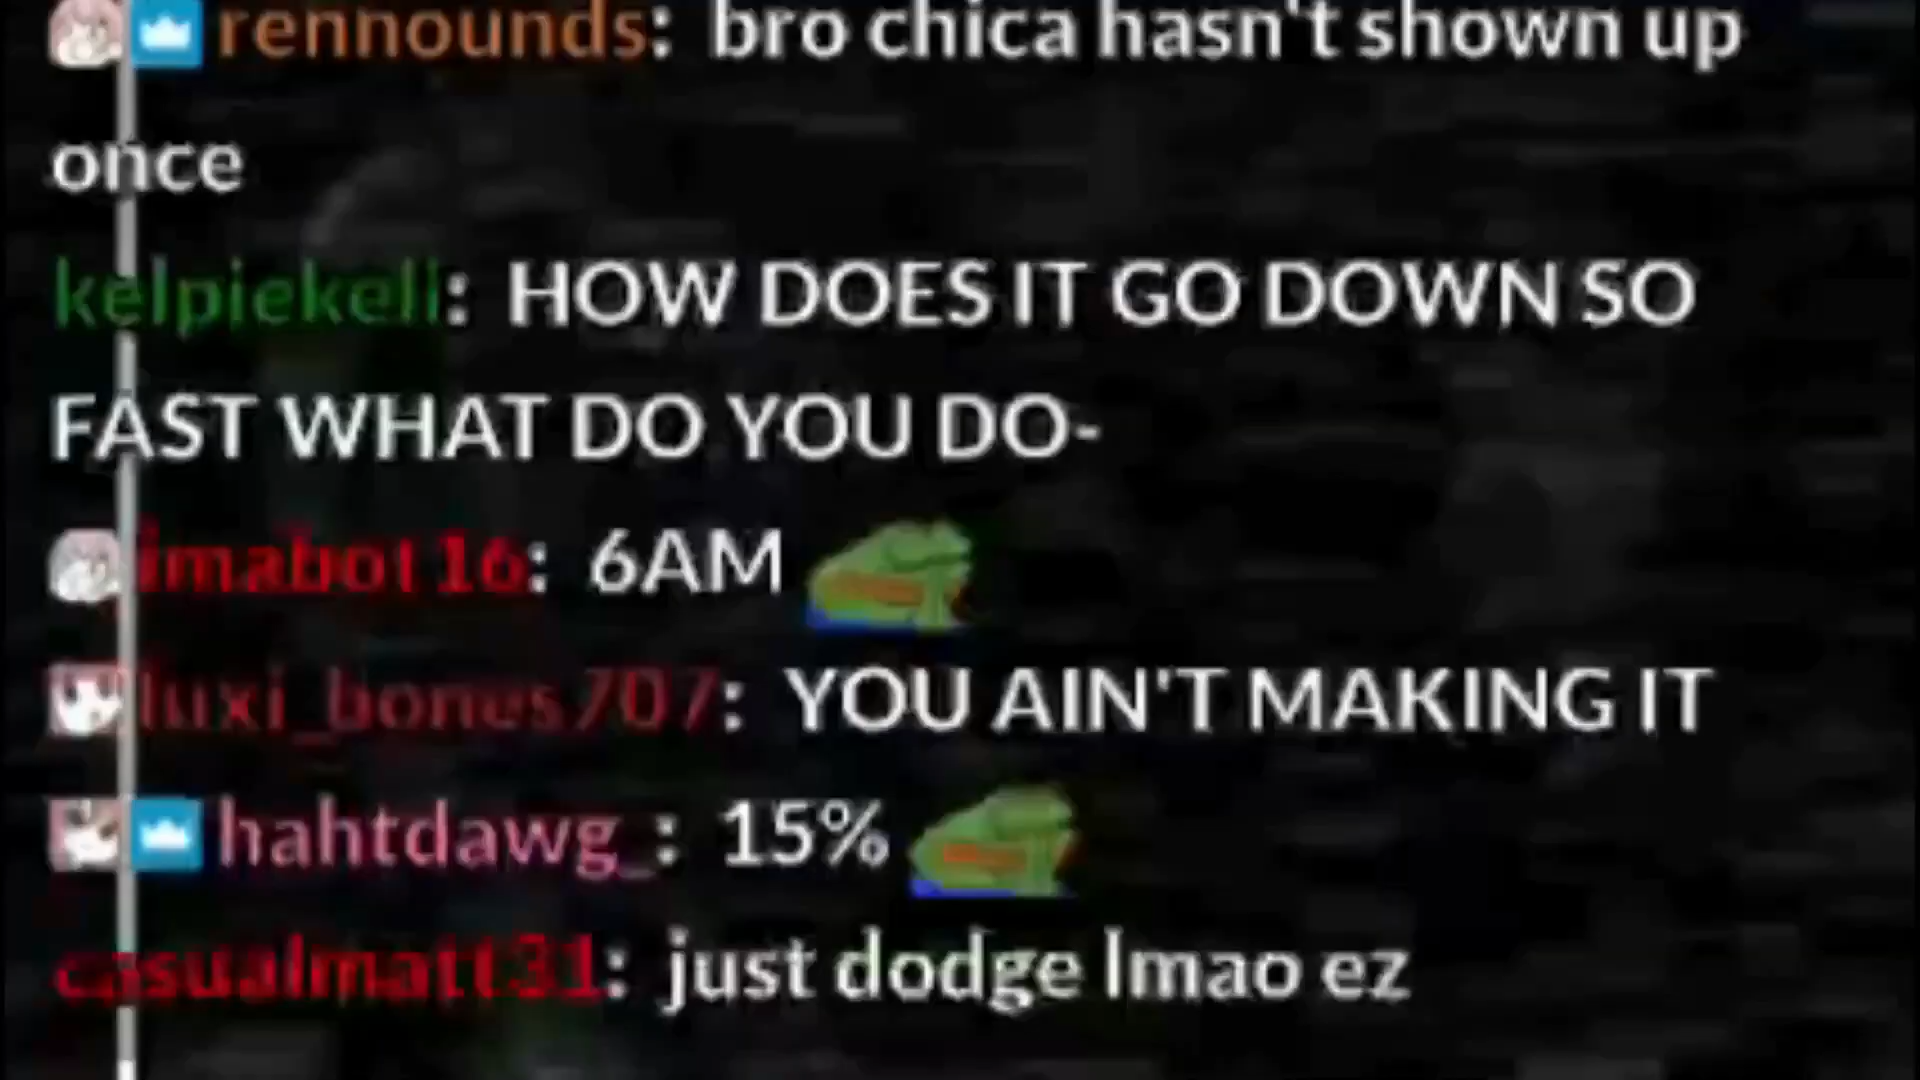 rennounds: bro chica hasn't shown up
once
kelpiekeli: HOW DOES IT GO DOWN SO
FAST WHAT DO YOU DO-
imabot16: 6AM
luxi_bones707: YOU AIN'T MAKING IT
hahtdawg_: 15%
casualmatt31: just dodge lmao ez